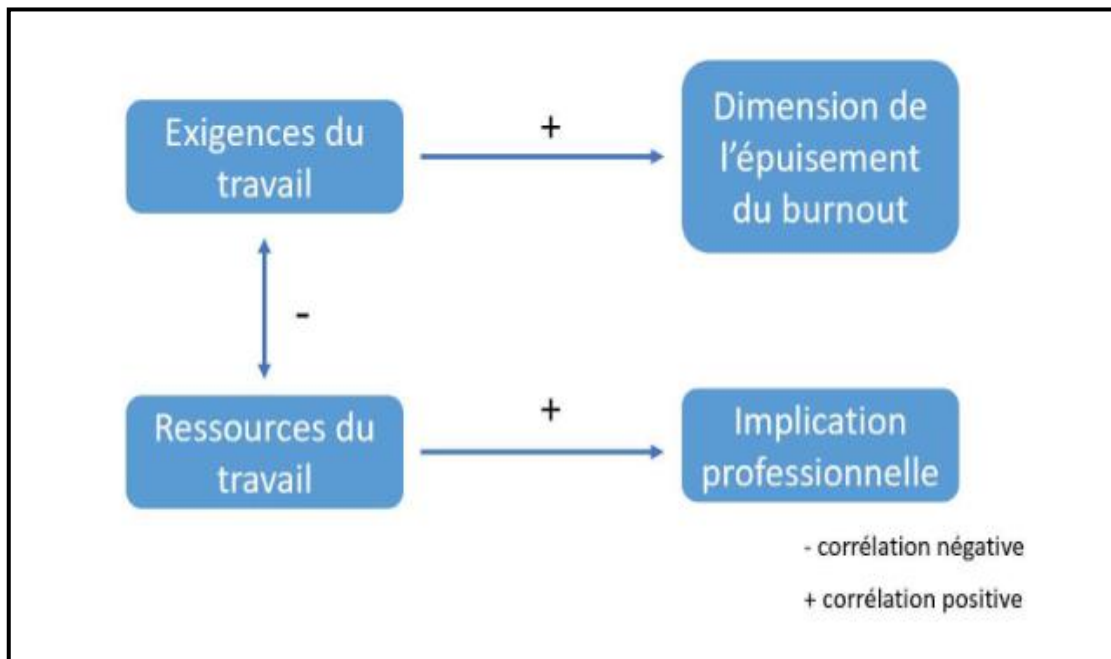 Exigences du
travail
+
Dimension de
l'épuisement
du burnout
-
Ressources du
travail
+
Implication
professionnelle
- corrélation négative
+ corrélation positive